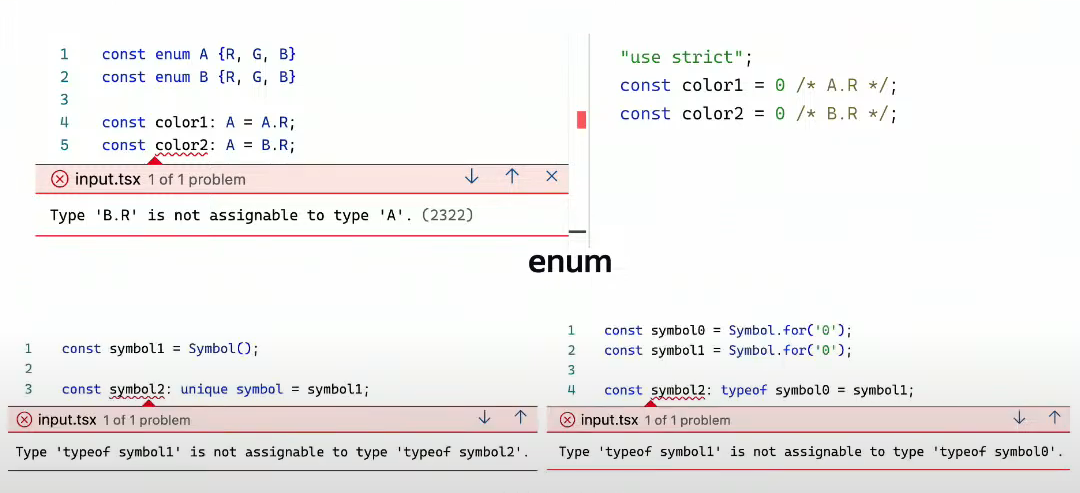 1 const enum A {R, G, B}
2 const enum B {R, G, B}
3
4 const color1: A = A.R;
5 const color2: A = B.R;
input.tsx 1 of 1 problem
Type 'B.R' is not assignable to type 'A'. (2322)
"use strict";
const color1 = 0 /* A.R */;
const color2 = 0 /* B.R */;
enum
1 const symbol1 = Symbol();
2
3 const symbol2: unique symbol = symbol1;
input.tsx 1 of 1 problem
Type 'typeof symbol1' is not assignable to type 'typeof symbol2'.
1 const symbol0 = Symbol.for('0');
2 const symbol1 = Symbol.for('0');
3
4 const symbol2: typeof symbol0 = symbol1;
input.tsx 1 of 1 problem
Type 'typeof symbol1' is not assignable to type 'typeof symbol0'.